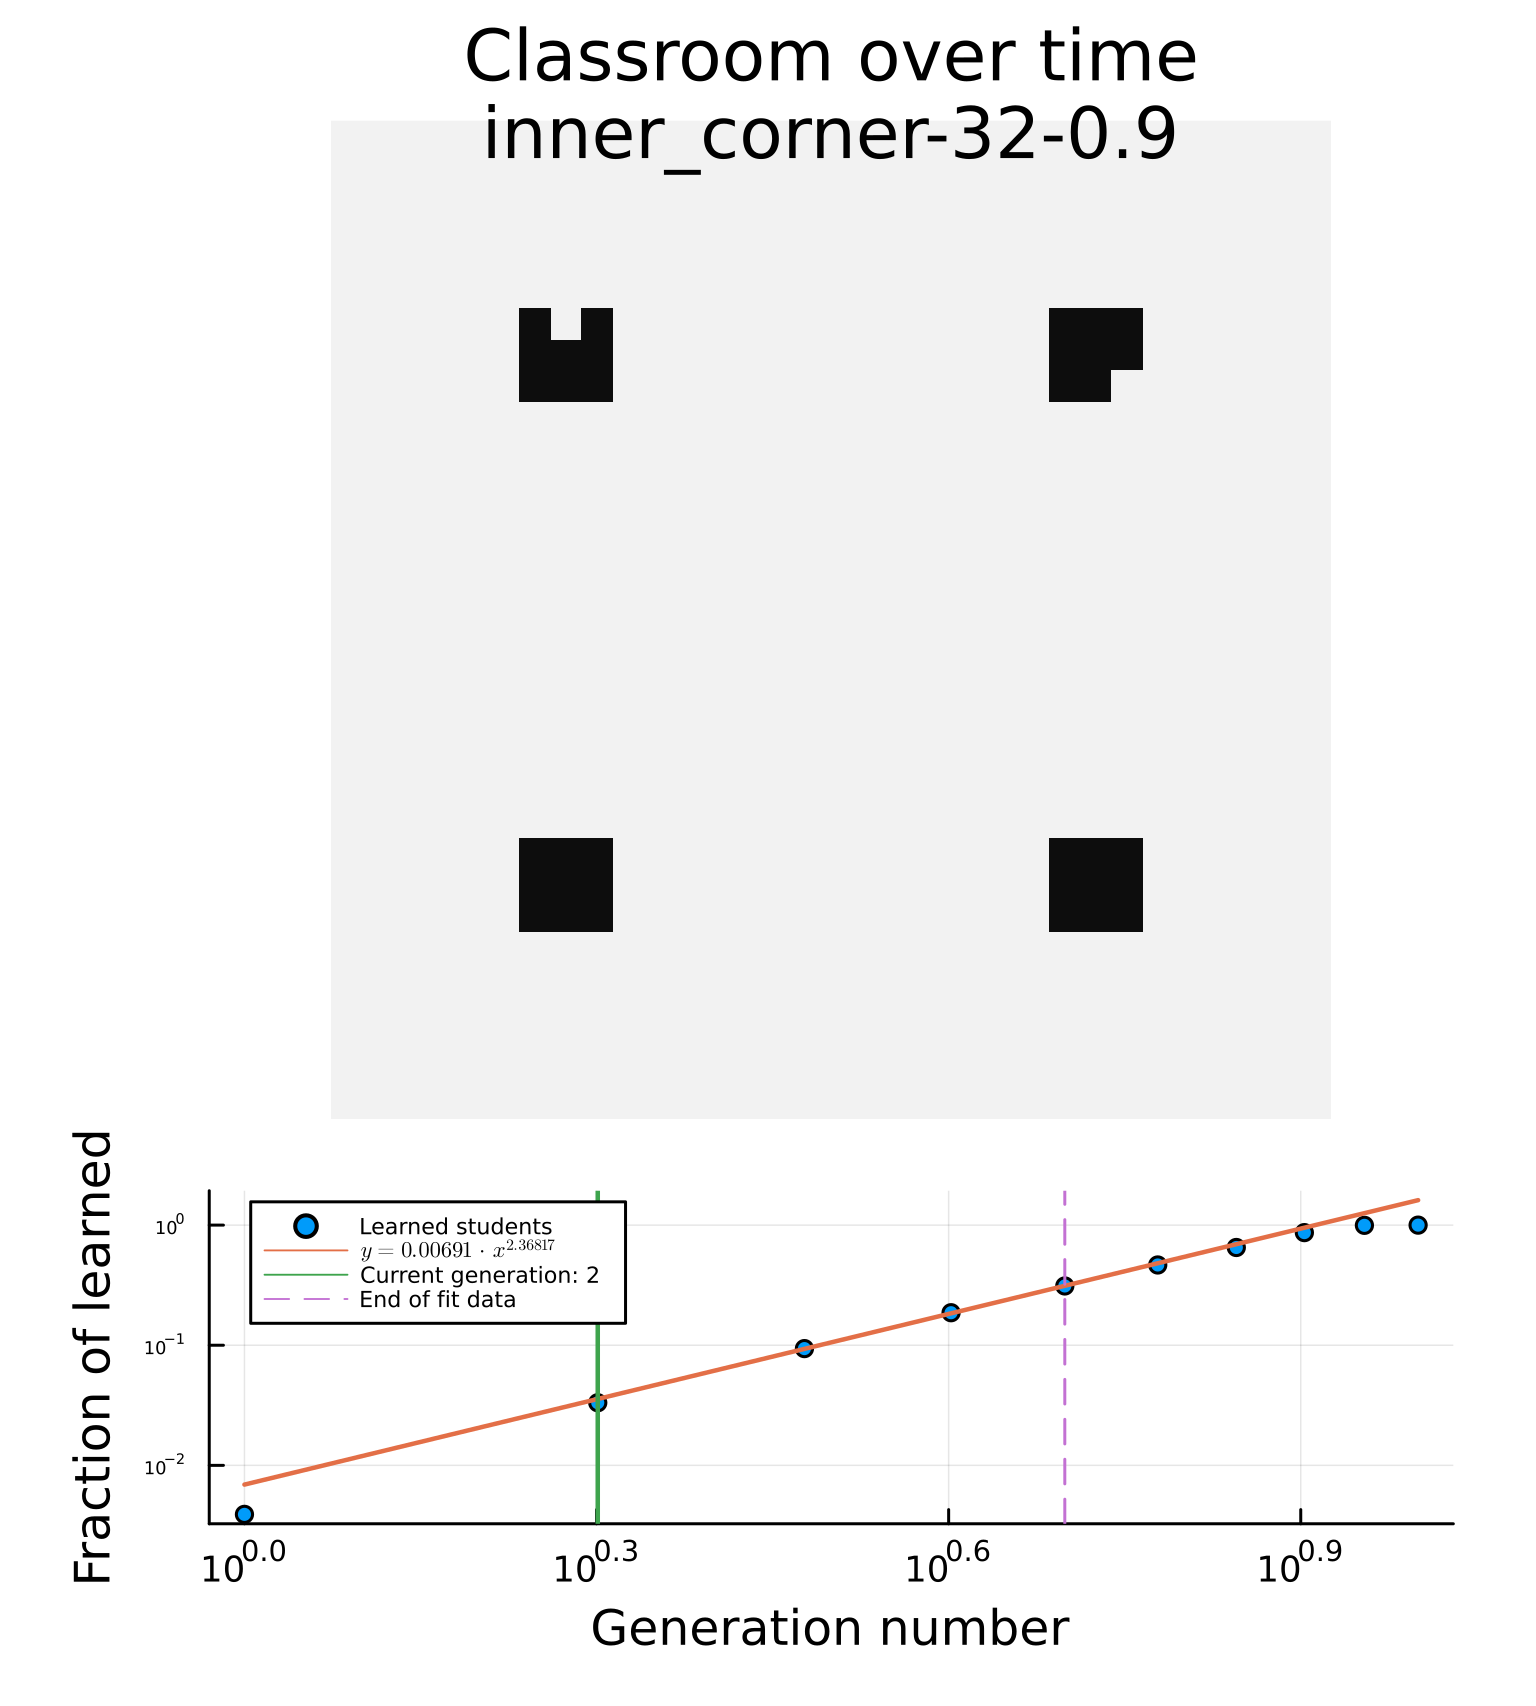 Classroom over time
inner_corner-32-0.9
Fraction of learned
10⁰
10⁻¹
10⁻²
Learned students
y = 0.00691 · x^2.36817
Current generation: 2
End of fit data
10^0.0
10^0.3
10^0.6
10^0.9
Generation number